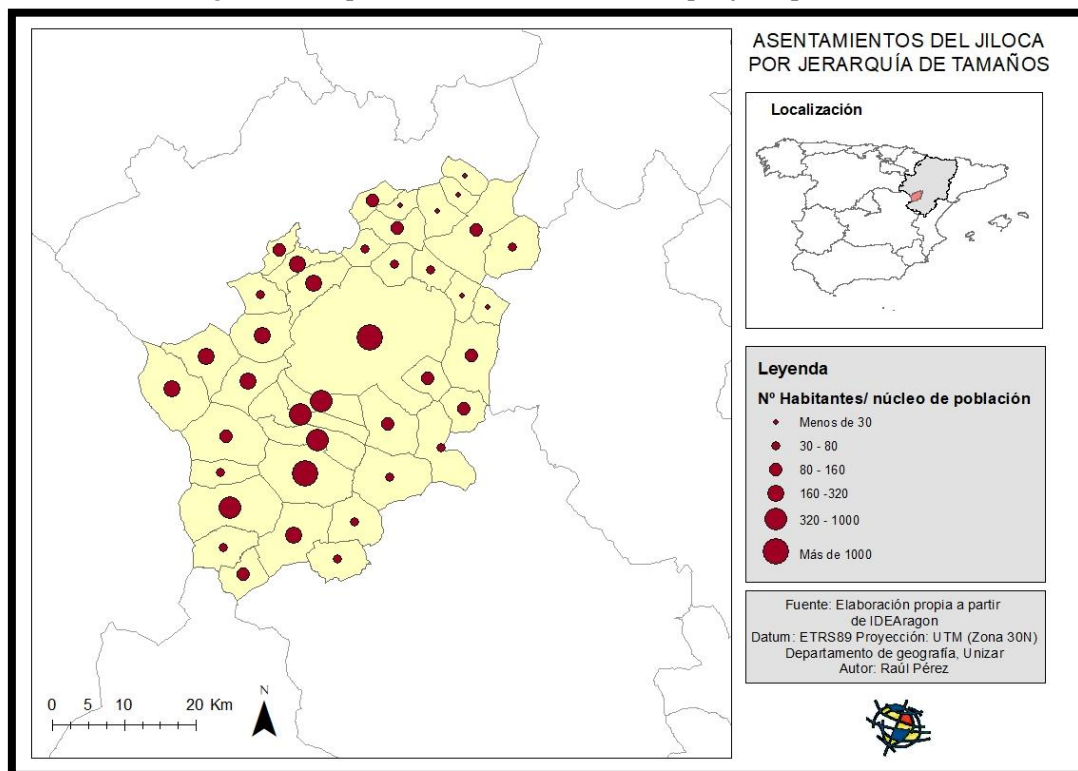 ASENTAMIENTOS DEL JILOCA
POR JERARQUÍA DE TAMAÑOS
Localización
Leyenda
Nº Habitantes/ núcleo de población
Menos de 30
30 - 80
80 - 160
160 -320
320 - 1000
Más de 1000
Fuente: Elaboración propia a partir
de IDEAragon
Datum: ETRS89 Proyección: UTM (Zona 30N)
Departamento de geografía, Unizar
Autor: Raúl Pérez
0 5 10 20 Km
N